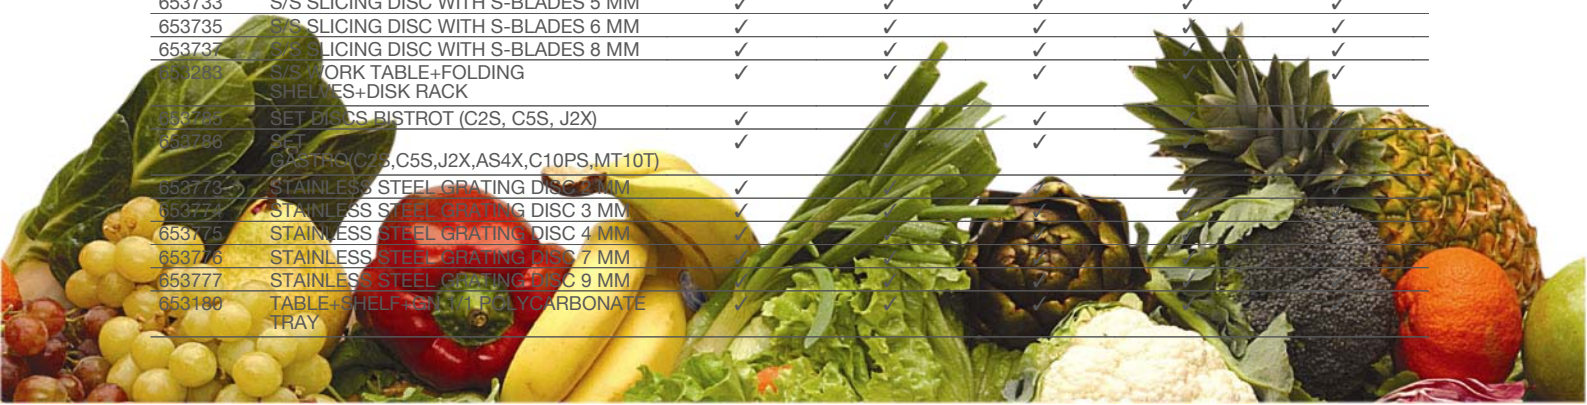 653733 S/S SLICING DISC WITH S-BLADES 5 MM ✓ ✓ ✓ ✓ ✓
653735 S/S SLICING DISC WITH S-BLADES 6 MM ✓ ✓ ✓ ✓ ✓
653737 S/S SLICING DISC WITH S-BLADES 8 MM ✓ ✓ ✓ ✓ ✓
653283 S/S WORK TABLE+FOLDING ✓ ✓ ✓ ✓ ✓
SHELVES+DISK RACK
SET DISCS BISTROT (C2S, C5S, J2X) ✓ ✓ ✓
653786 SET ✓ ✓
GASTRO(C2S,C5S,J2X,AS4X,C10PS,MT10T)
653773 STAINLESS STEEL GRATING DISC MM ✓ ✓ ✓ ✓
653774 STAINLESS STEEL GRATING DISC 3 MM ✓ ✓ ✓
653775 STAINLESS STEEL GRATING DISC 4 MM ✓ ✓
653776 STAINLESS STEEL GRATING DISC 7 MM ✓ ✓
653777 STAINLESS STEEL GRATING DISC 9 MM ✓ ✓
653180 TABLE+SHELF+ POLYCARBONATE ✓ ✓ ✓
TRAY